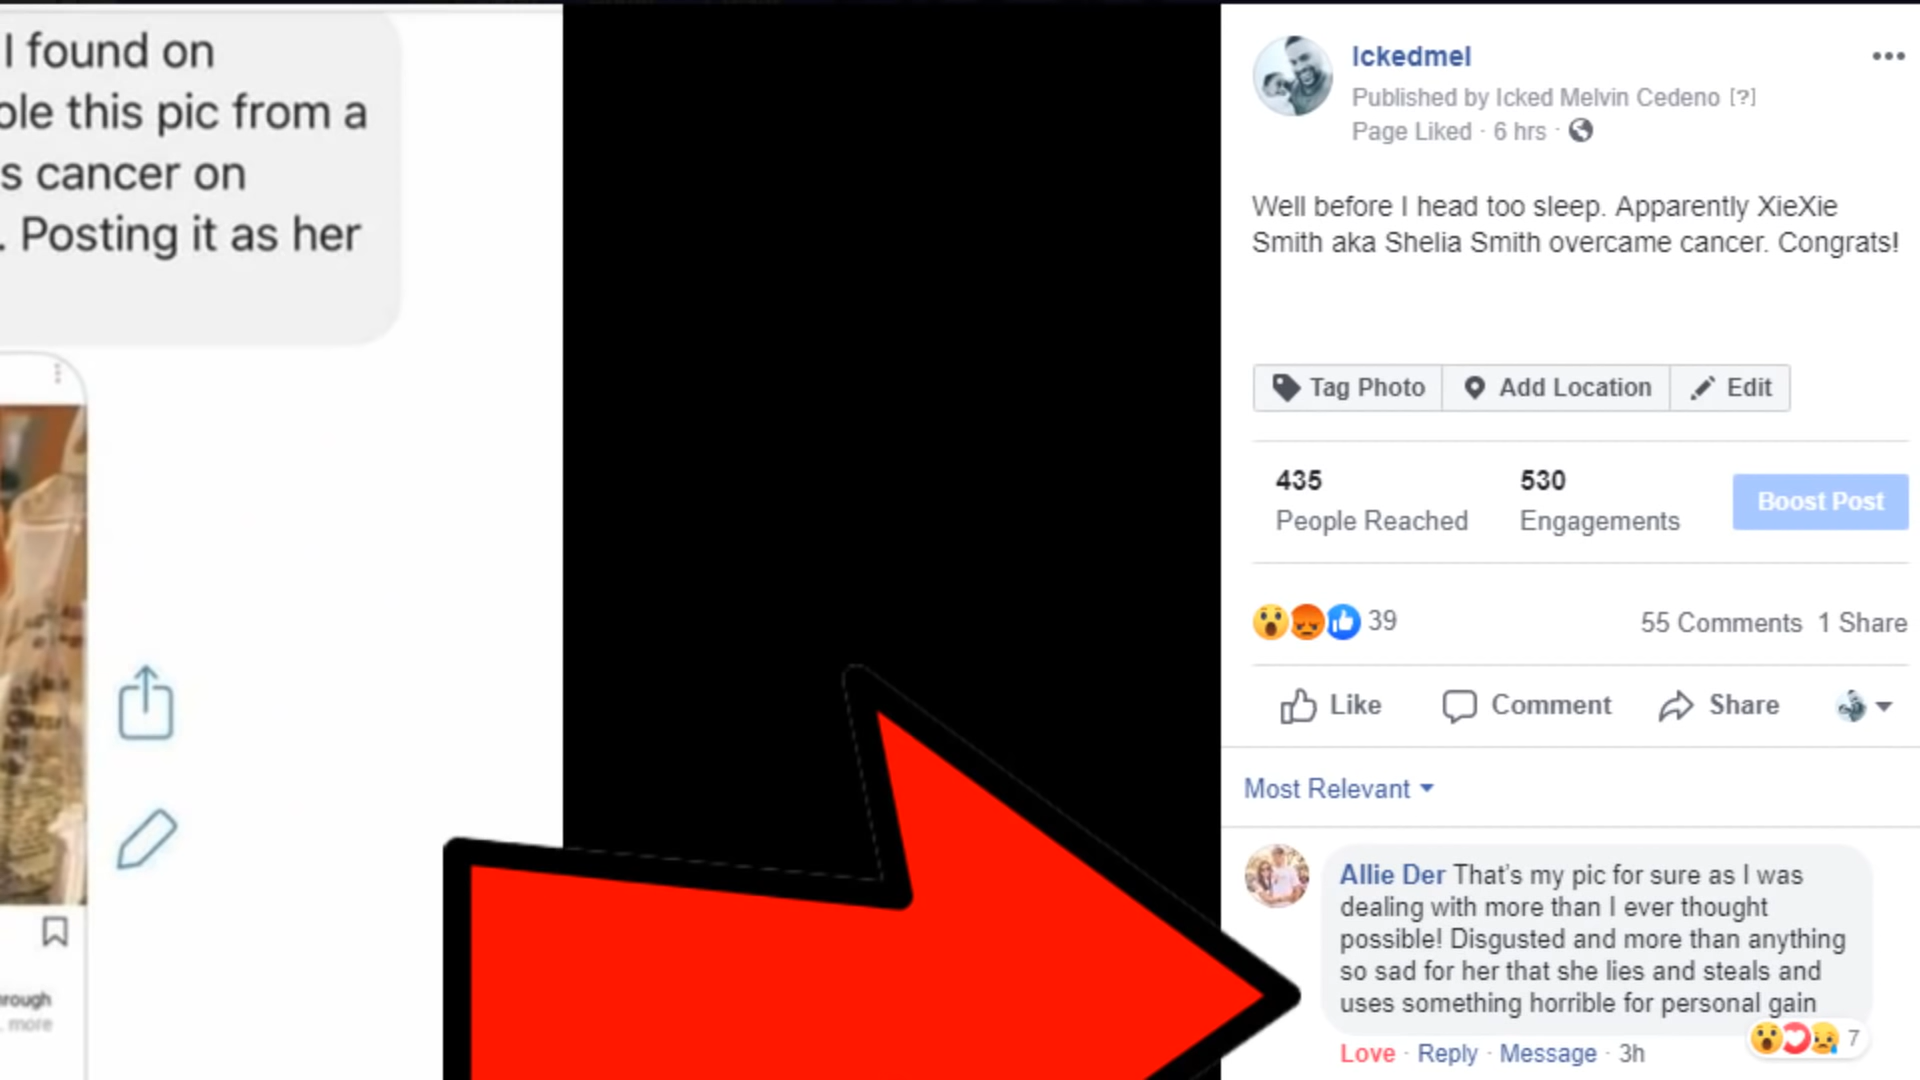 I found on
ole this pic from a
s cancer on
. Posting it as her
rough
. more
Ickedmel
Published by Icked Melvin Cedeno [?]
Page Liked · 6 hrs ·
Well before I head too sleep. Apparently XieXie
Smith aka Shelia Smith overcame cancer. Congrats!
Tag Photo Add Location Edit
435 530
People Reached Engagements
Boost Post
39 55 Comments 1 Share
Like Comment Share
Most Relevant
Allie Der That's my pic for sure as I was
dealing with more than I ever thought
possible! Disgusted and more than anything
so sad for her that she lies and steals and
uses something horrible for personal gain
7
Love · Reply · Message · 3h